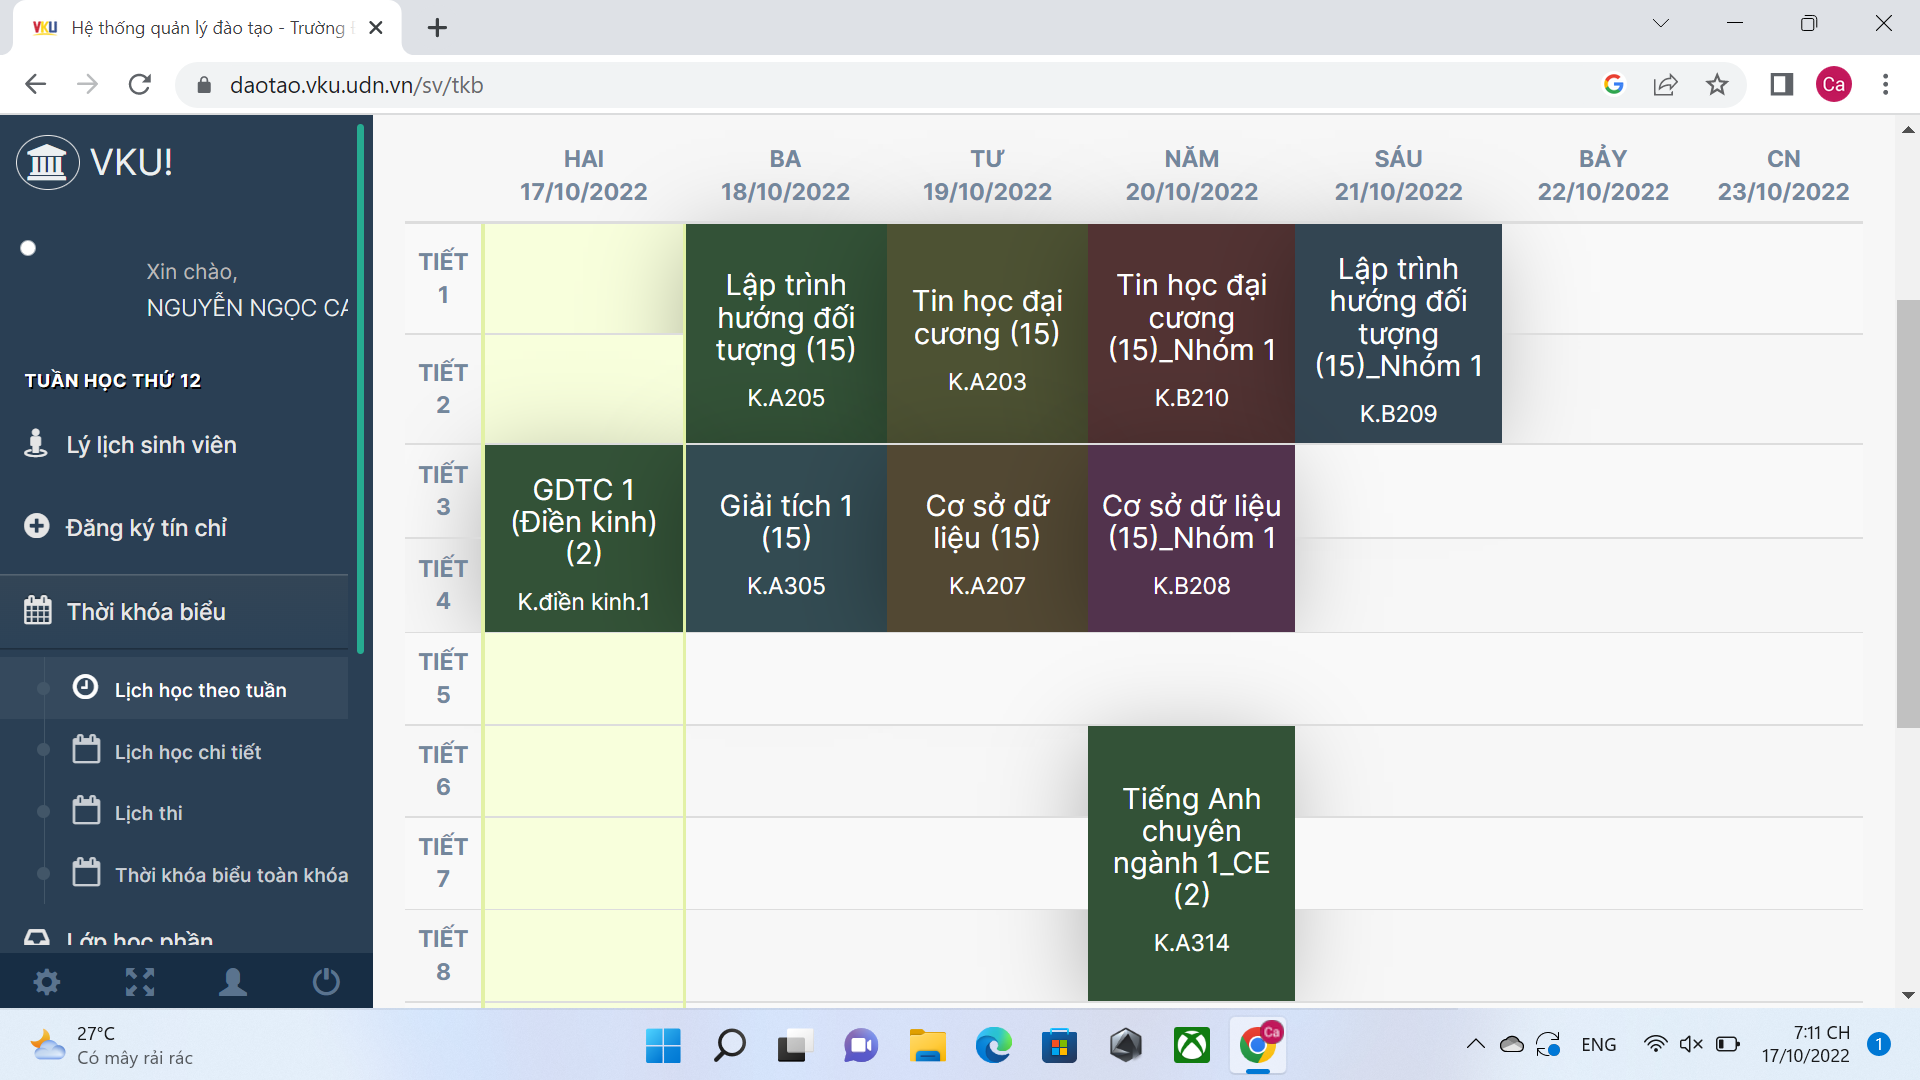 VKU Hệ thống quản lý đào tạo - Trường
daotao.vku.udn.vn/sv/tkb
Ca
VKU!
Xin chào,
NGUYỄN NGỌC CA
TUẦN HỌC THỨ 12
Lý lịch sinh viên
Đăng ký tín chỉ
Thời khóa biểu
Lịch học theo tuần
Lịch học chi tiết
Lịch thi
Thời khóa biểu toàn khóa
Lớp học phần
HAI
17/10/2022
BA
18/10/2022
TƯ
19/10/2022
NĂM
20/10/2022
SÁU
21/10/2022
BẢY
22/10/2022
CN
23/10/2022
TIẾT
1
TIẾT
2
Lập trình
hướng đối
tượng (15)
K.A205
Tin học đại
cương (15)
K.A203
Tin học đại
cương
(15)_Nhóm 1
K.B210
Lập trình
hướng đối
tượng
(15)_Nhóm 1
K.B209
TIẾT
3
TIẾT
4
GDTC 1
(Điền kinh)
(2)
K.điền kinh.1
Giải tích 1
(15)
K.A305
Cơ sở dữ
liệu (15)
K.A207
Cơ sở dữ liệu
(15)_Nhóm 1
K.B208
TIẾT
5
TIẾT
6
TIẾT
7
TIẾT
8
Tiếng Anh
chuyên
ngành 1_CE
(2)
K.A314
27°C
Có mây rải rác
Ca
ENG
7:11 CH
17/10/2022
1